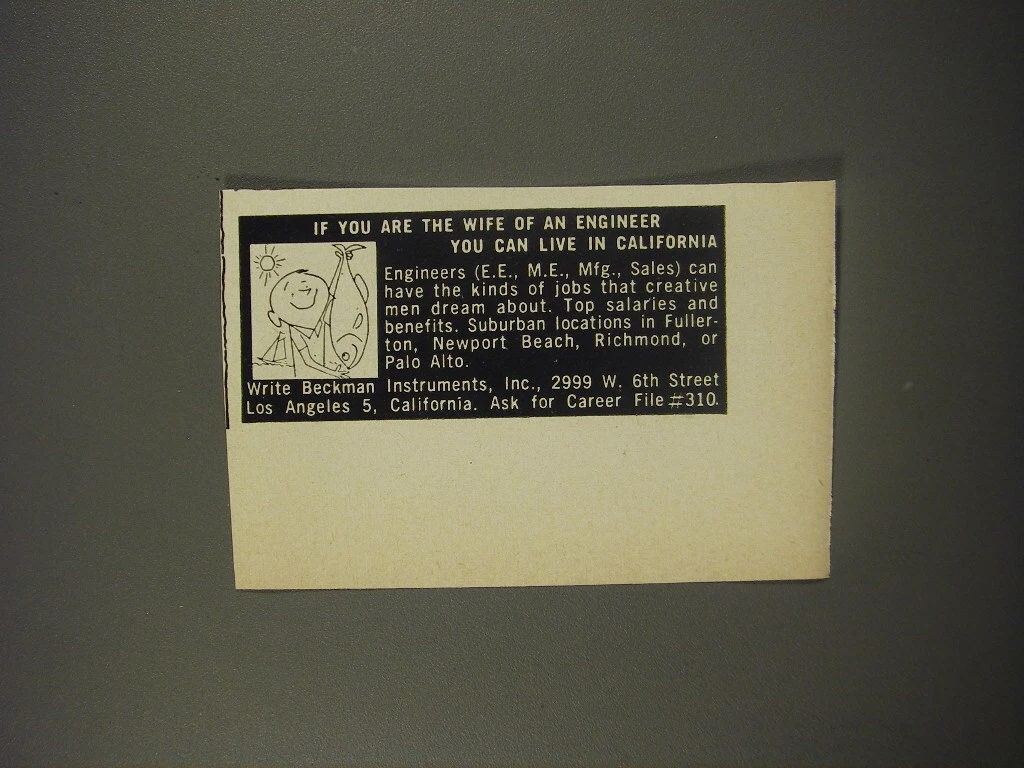 IF YOU ARE THE WIFE OF AN ENGINEER
YOU CAN LIVE IN CALIFORNIA
Engineers (E.E., M.E., Mfg., Sales) can
have the kinds of jobs that creative
men dream about. Top salaries and
benefits. Suburban locations in Fuller-
ton, Newport Beach, Richmond, or
Palo Alto.
Write Beckman Instruments, Inc., 2999 W. 6th Street
Los Angeles 5, California. Ask for Career File #310.